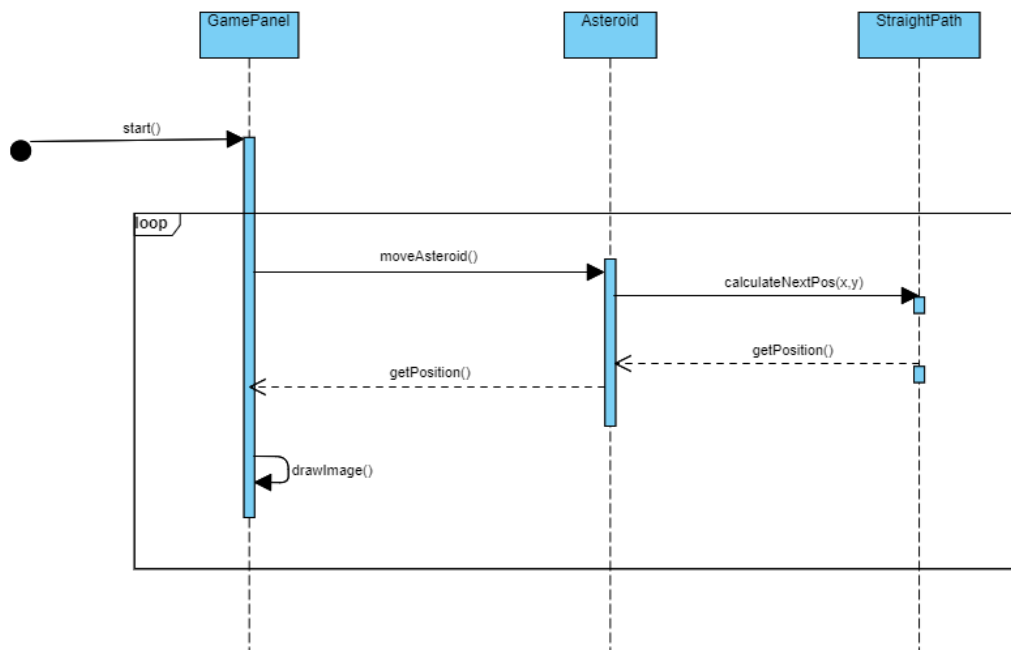 GamePanel
Asteroid
StraightPath
start()
loop
moveAsteroid()
calculateNextPos(x,y)
getPosition()
getPosition()
drawImage()